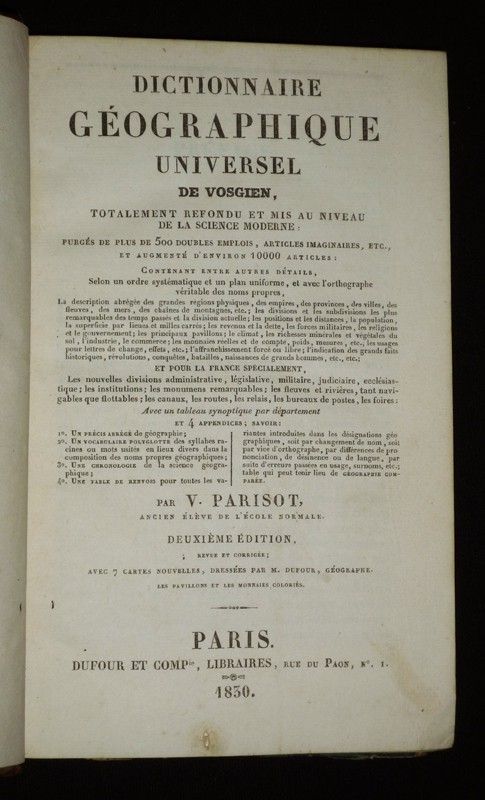 DICTIONNAIRE
GÉOGRAPHIQUE
UNIVERSEL
DE VOSGIEN,
TOTALEMENT REFONDU ET MIS AU NIVEAU
DE LA SCIENCE MODERNE:
PURGÉS DE PLUS DE 500 DOUBLES EMPLOIS, ARTICLES IMAGINAIRES, ETC.,
ET AUGMENTÉ D'ENVIRON 10000 ARTICLES:
CONTENANT ENTRE AUTRES DÉTAILS,
Selon un ordre systématique et un plan uniforme, et avec l'orthographe
véritable des noms propres,
La description abrégée des grandes régions physiques, des empires, des provinces, des villes, des
fleuves, des mers, des chaînes de montagnes, etc.; les divisions et les subdivisions les plus
remarquables des temps passés et la division actuelle; les positions et les distances, la population,
la superficie par lieues et milles carrés; les revenus et la dette, les forces militaires, les religions
et le gouvernement; les principaux pavillons; le climat, les richesses minérales et végétales du
sol, l'industrie, le commerce; les monnaies réelles et de compte, poids, mesures, etc., les usages
pour lettres de change, effets, etc.; l'affranchissement forcé ou libre; l'indication des grands faits
historiques, révolutions, conquêtes, batailles, naissances de grands hommes, etc., etc.;
ET POUR LA FRANCE SPÉCIALEMENT,
Les nouvelles divisions administrative, législative, militaire, judiciaire, ecclésias-
tique; les institutions; les monumens remarquables; les fleuves et rivières, tant navi-
gables que flottables; les canaux, les routes, les relais, les bureaux de postes, les foires:
Avec un tableau synoptique par département
ET 4 APPENDICES; SAVOIR:
1o. UN PRÉCIS ABRÉGÉ de géographie;
2o. UN VOCABULAIRE POLYGLOTTE des syllabes ra-
cines ou mots usités en lieux divers dans la
composition des noms propres géographiques;
3o. UNE CHRONOLOGIE de la science géogra-
phique;
4o. UNE TABLE DE RENVOIS pour toutes les va-
riantes introduites dans les désignations géo
graphiques, soit par changement de nom, soit
par vice d'orthographe, par différences de pro
nonciation, de désinence ou de langue, par
suite d'erreurs passées en usage, surnoms, etc.;
table qui peut tenir lieu de GÉOGRAPHIE COM-
PARÉE.
PAR V. PARISOT,
ANCIEN ÉLÈVE DE L'ÉCOLE NORMALE.
DEUXIÈME ÉDITION,
REVUE ET CORRIGÉE;
AVEC 7 CARTES NOUVELLES, DRESSÉES PAR M. DUFOUR, GÉOGRAPHE.
LES PAVILLONS ET LES MONNAIES COLORIÉS.
PARIS.
DUFOUR ET COMPie, LIBRAIRES, RUE DU PAON, No. 1.
1830.